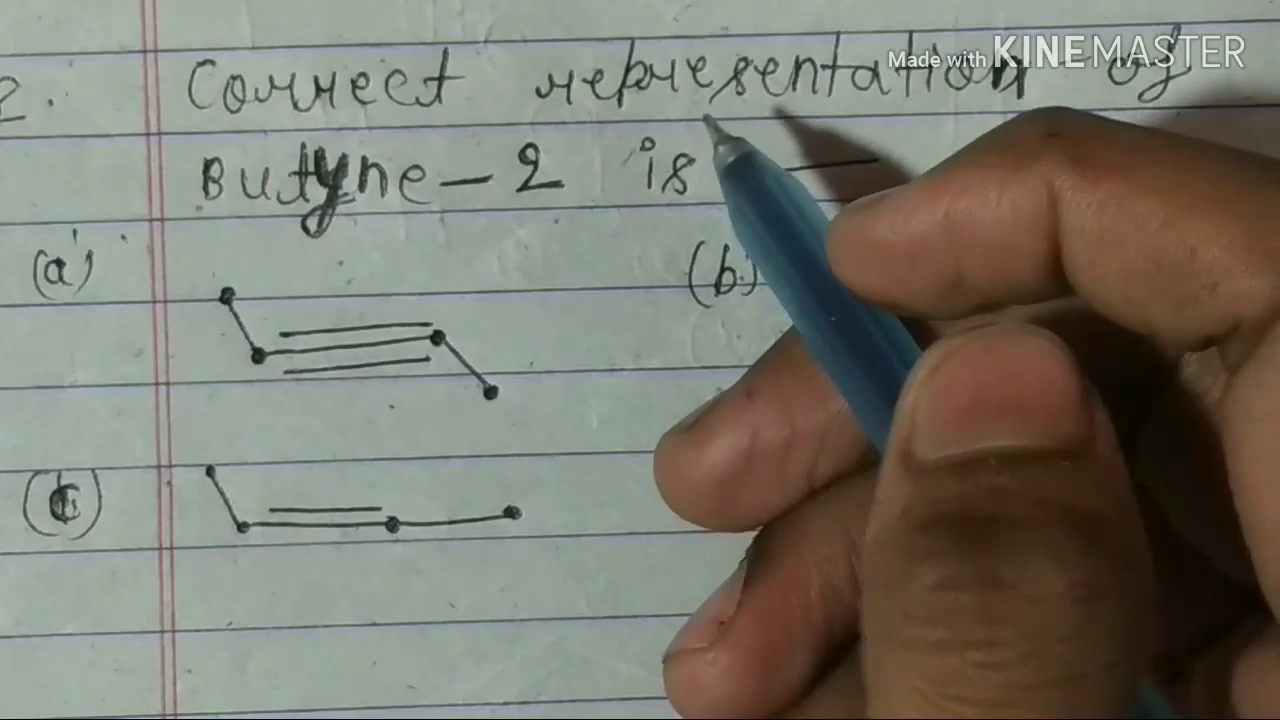 Made with KINEMASTER
2. Correct representation of
Butyne-2 is —
(a)
(b)
(c)